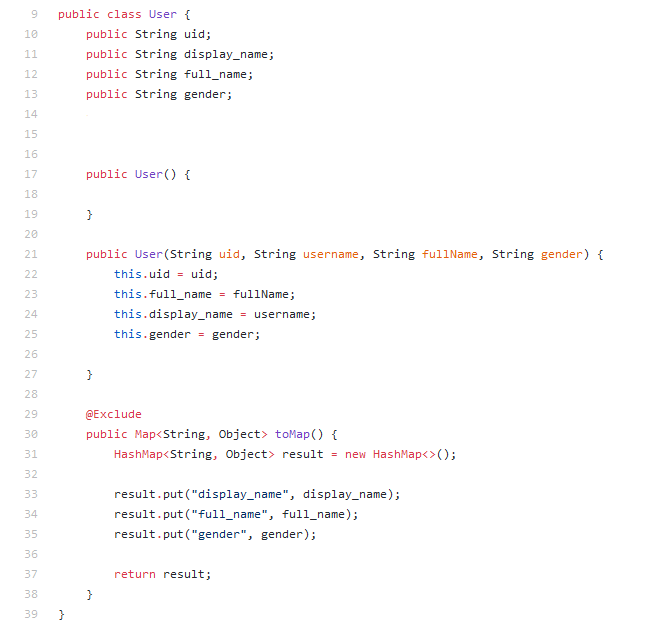 9 public class User {
10 public String uid;
11 public String display_name;
12 public String full_name;
13 public String gender;
14
15
16
17 public User() {
18
19 }
20
21 public User(String uid, String username, String fullName, String gender) {
22 this.uid = uid;
23 this.full_name = fullName;
24 this.display_name = username;
25 this.gender = gender;
26
27 }
28
29 @Exclude
30 public Map<String, Object> toMap() {
31 HashMap<String, Object> result = new HashMap<>();
32
33 result.put("display_name", display_name);
34 result.put("full_name", full_name);
35 result.put("gender", gender);
36
37 return result;
38 }
39 }